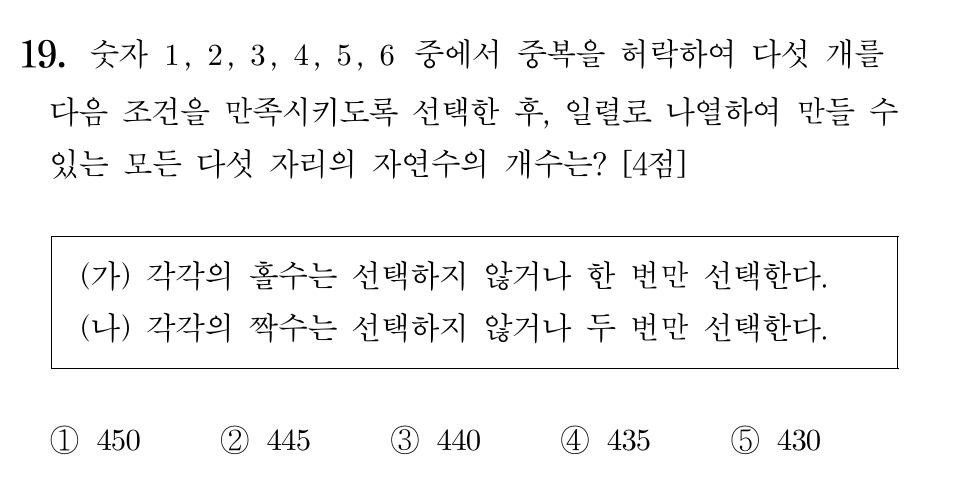 19. 숫자 1, 2, 3, 4, 5, 6 중에서 중복을 허락하여 다섯 개를
다음 조건을 만족시키도록 선택한 후, 일렬로 나열하여 만들 수
있는 모든 다섯 자리의 자연수의 개수는? [4점]
(가) 각각의 홀수는 선택하지 않거나 한 번만 선택한다.
(나) 각각의 짝수는 선택하지 않거나 두 번만 선택한다.
① 450 ② 445 ③ 440 ④ 435 ⑤ 430